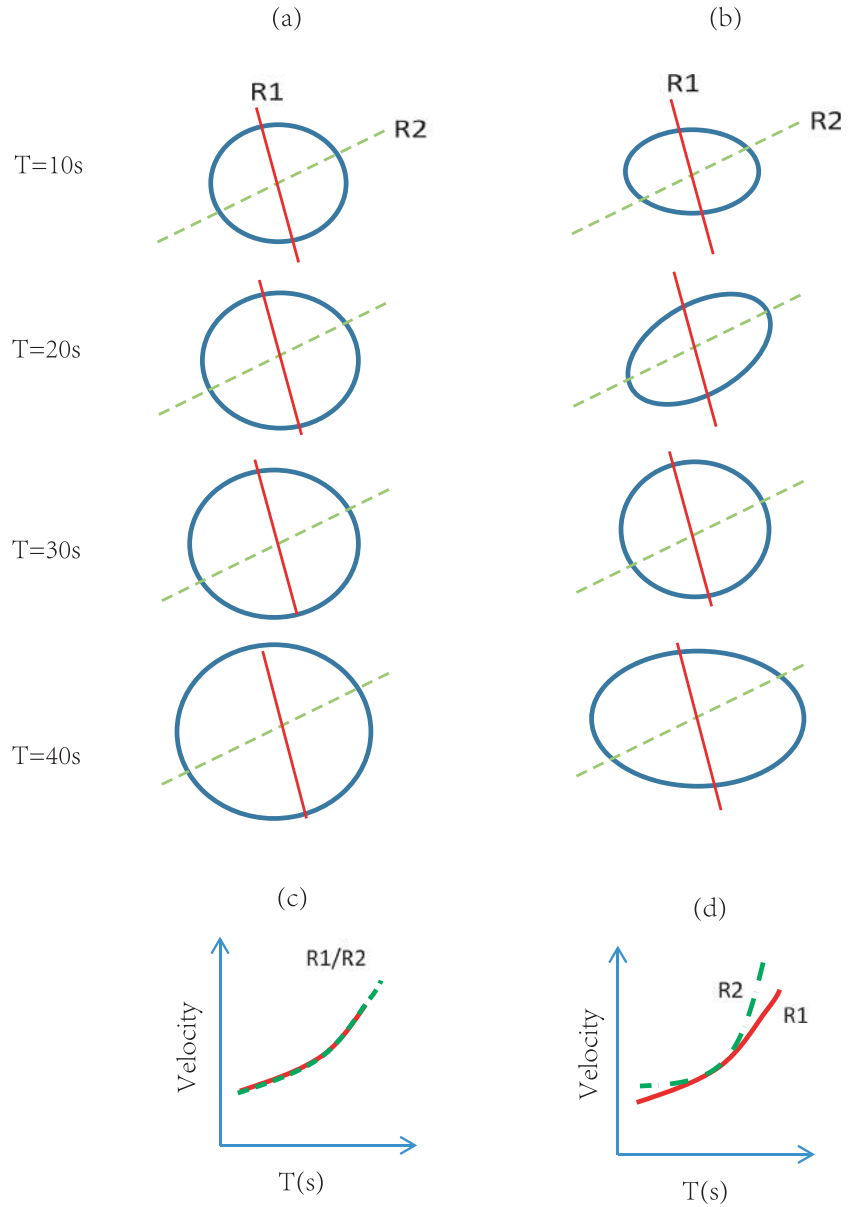 (a)
(b)
R1
R2
R1
R2
T=10s
T=20s
T=30s
T=40s
(c)
(d)
R1/R2
Velocity
T(s)
R2
R1
Velocity
T(s)